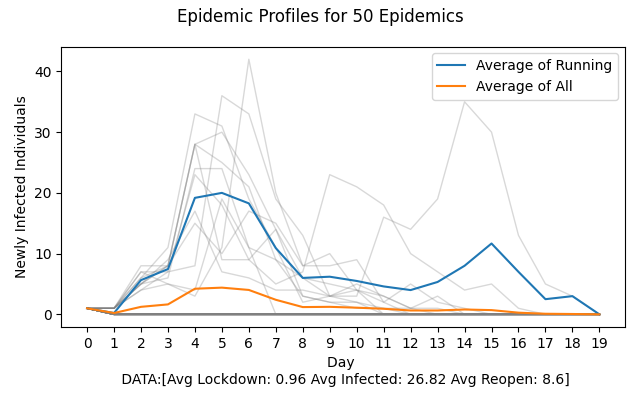 Epidemic Profiles for 50 Epidemics
Average of Running
Average of All
Newly Infected Individuals
40
30
20
10
0
0 1 2 3 4 5 6 7 8 9 10 11 12 13 14 15 16 17 18 19
Day
DATA:[Avg Lockdown: 0.96 Avg Infected: 26.82 Avg Reopen: 8.6]